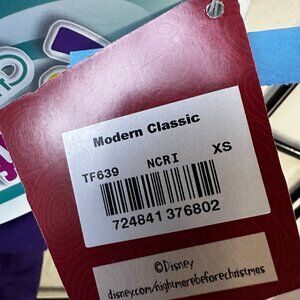 Modern Classic
TF639 NCRI XS
724841 376802
©Disney
disney.com/nightmarebeforechristmas